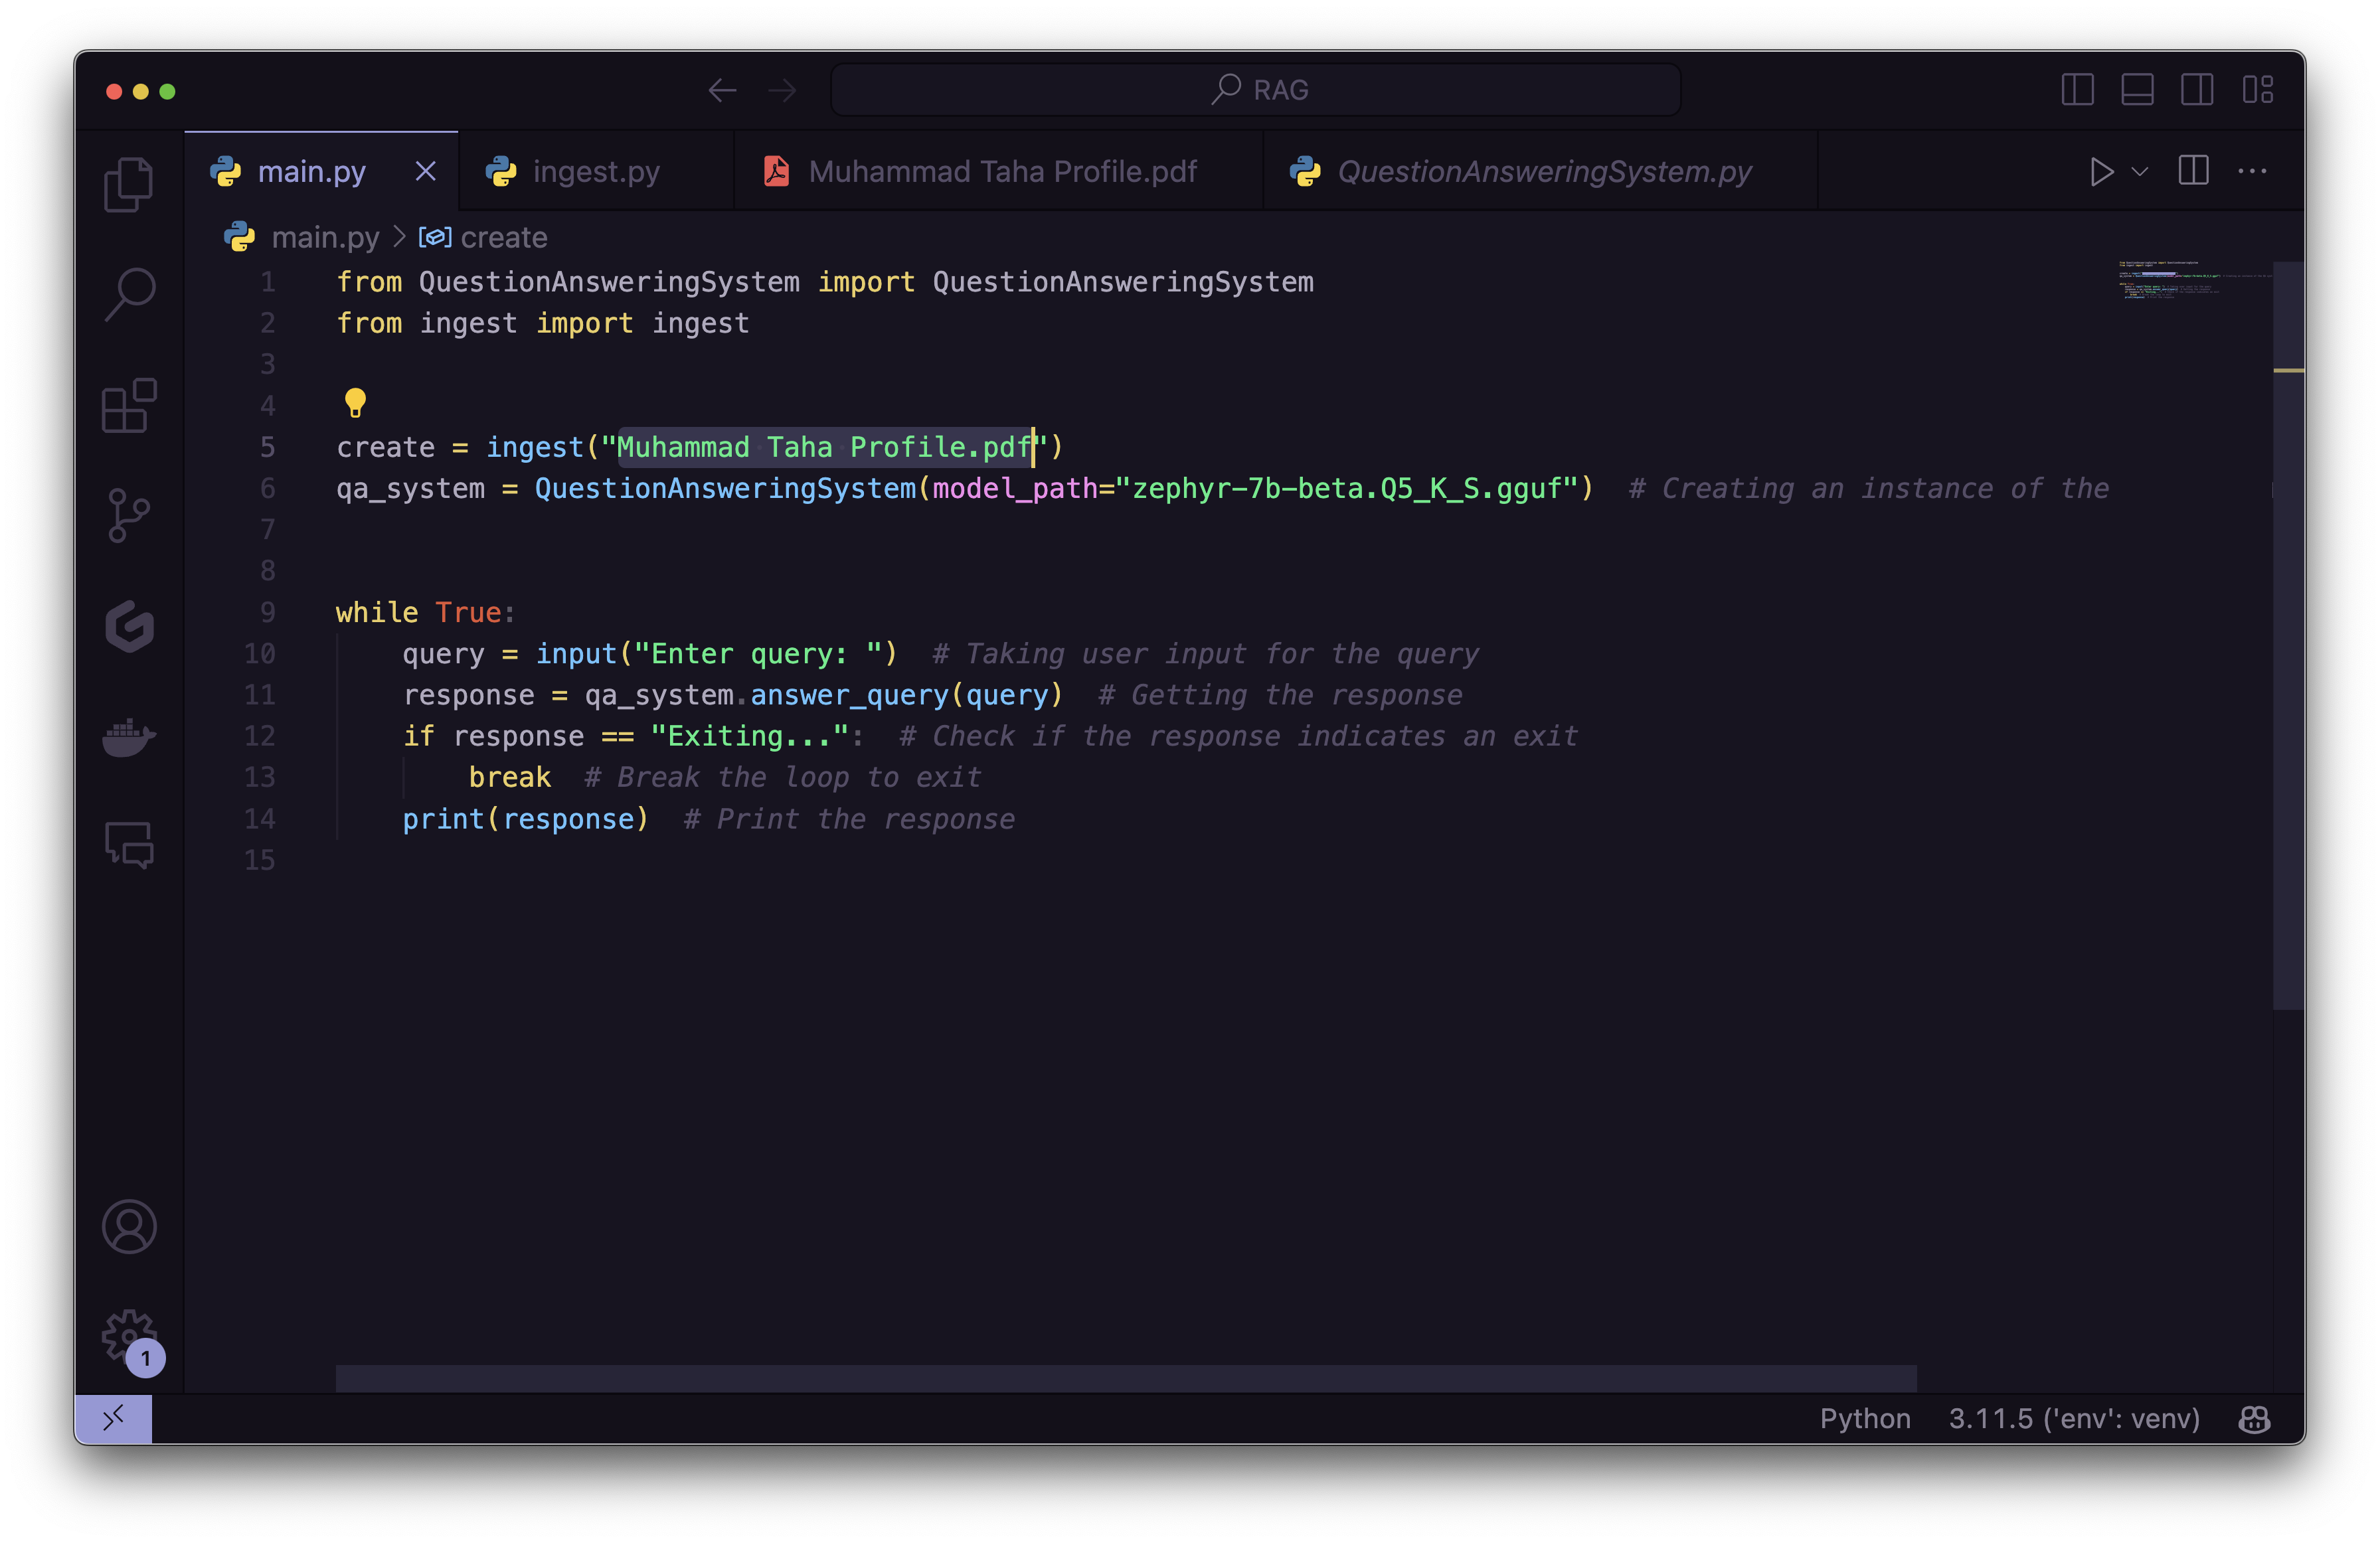 RAG
main.py
ingest.py
Muhammad Taha Profile.pdf
QuestionAnsweringSystem.py
main.py > create
1 from QuestionAnsweringSystem import QuestionAnsweringSystem
2 from ingest import ingest
3
4
5 create = ingest("Muhammad Taha Profile.pdf")
6 qa_system = QuestionAnsweringSystem(model_path="zephyr-7b-beta.Q5_K_S.gguf")  # Creating an instance of the
7
8
9 while True:
10     query = input("Enter query: ")  # Taking user input for the query
11     response = qa_system.answer_query(query)  # Getting the response
12     if response == "Exiting...":  # Check if the response indicates an exit
13         break  # Break the loop to exit
14     print(response)  # Print the response
15
1
Python
3.11.5 ('env': venv)